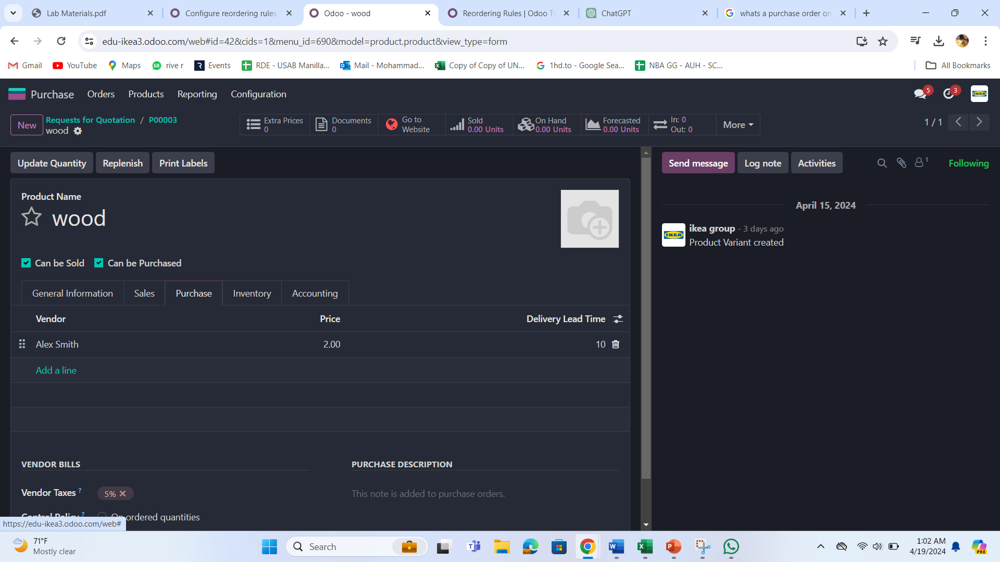 Lab Materials.pdf
Configure reordering rules
Odoo - wood
Reordering Rules | Odoo Tu
ChatGPT
whats a purchase order on
edu-ikea3.odoo.com/web#id=42&cids=1&menu_id=690&model=product.product&view_type=form
Gmail
YouTube
Maps
68
rive r
Events
RDE - USAB Manilla...
Mail - Mohammad...
Copy of Copy of UN...
1hd.to - Google Sea...
NBA GG - AUH - SC...
All Bookmarks
Purchase
Orders
Products
Reporting
Configuration
5
3
IKEA
New
Requests for Quotation / P00003
wood
Extra Prices
0
Documents
0
Go to
Website
Sold
0.00 Units
On Hand
0.00 Units
Forecasted
0.00 Units
In: 0
Out: 0
More
1 / 1
Update Quantity
Replenish
Print Labels
Send message
Log note
Activities
1
Following
Product Name
wood
April 15, 2024
IKEA
ikea group - 3 days ago
Product Variant created
Can be Sold
Can be Purchased
General Information
Sales
Purchase
Inventory
Accounting
Vendor Price Delivery Lead Time
Alex Smith 2.00 10
Add a line
VENDOR BILLS
PURCHASE DESCRIPTION
Vendor Taxes ?
5%
This note is added to purchase orders.
Control Policy ?
On ordered quantities
https://edu-ikea3.odoo.com/web#
71°F
Mostly clear
Search
1:02 AM
4/19/2024
PRE